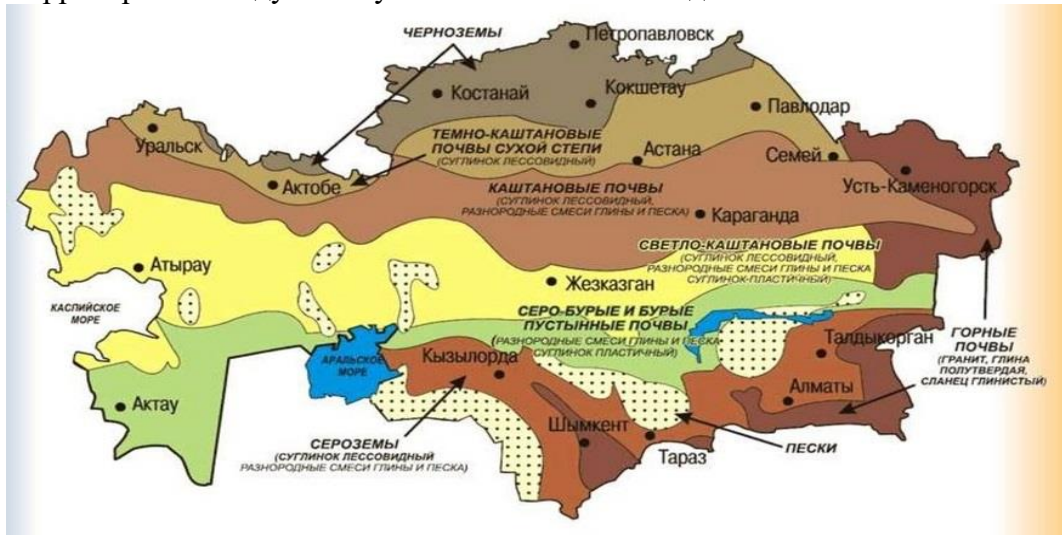 ЧЕРНОЗЕМЫ
Петропавловск
Костанай
Кокшетау
Павлодар
Уральск
ТЕМНО-КАШТАНОВЫЕ
ПОЧВЫ СУХОЙ СТЕПИ
(СУГЛИНОК ЛЕССОВИДНЫЙ)
Астана
Семей
Актобе
Усть-Каменогорск
КАШТАНОВЫЕ ПОЧВЫ
(СУГЛИНОК ЛЕССОВИДНЫЙ,
РАЗНОРОДНЫЕ СМЕСИ ГЛИНЫ И ПЕСКА)
Караганда
СВЕТЛО-КАШТАНОВЫЕ ПОЧВЫ
(СУГЛИНОК ЛЕССОВИДНЫЙ,
РАЗНОРОДНЫЕ СМЕСИ ГЛИНЫ И ПЕСКА
СУГЛИНОК-ПЛАСТИЧНЫЙ)
Атырау
Жезказган
КАСПИЙСКОЕ
МОРЕ
СЕРО-БУРЫЕ И БУРЫЕ
ПУСТЫННЫЕ ПОЧВЫ
(РАЗНОРОДНЫЕ СМЕСИ ГЛИНЫ И ПЕСКА
СУГЛИНОК ПЛАСТИЧНЫЙ)
Талдыкорган
ГОРНЫЕ
ПОЧВЫ
(ГРАНИТ, ГЛИНА
ПОЛУТВЕРДАЯ,
СЛАНЕЦ ГЛИНИСТЫЙ)
АРАЛЬСКОЕ
МОРЕ
Кызылорда
Алматы
Актау
Шымкент
СЕРОЗЕМЫ
(СУГЛИНОК ЛЕССОВИДНЫЙ
РАЗНОРОДНЫЕ СМЕСИ ГЛИНЫ И ПЕСКА)
Тараз
ПЕСКИ